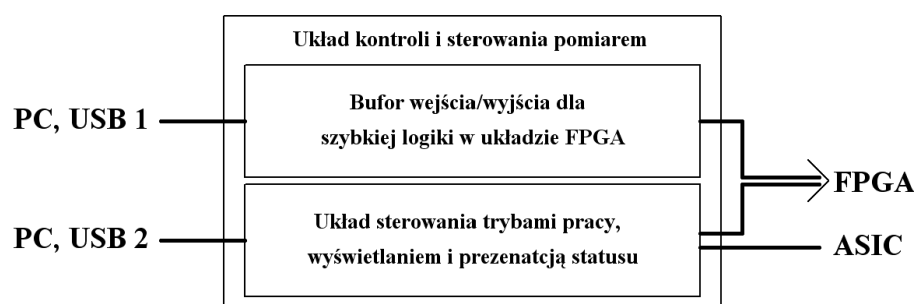 Układ kontroli i sterowania pomiarem
Bufor wejścia/wyjścia dla
szybkiej logiki w układzie FPGA
PC, USB 1
FPGA
Układ sterowania trybami pracy,
wyświetlaniem i prezenatcją statusu
PC, USB 2
ASIC